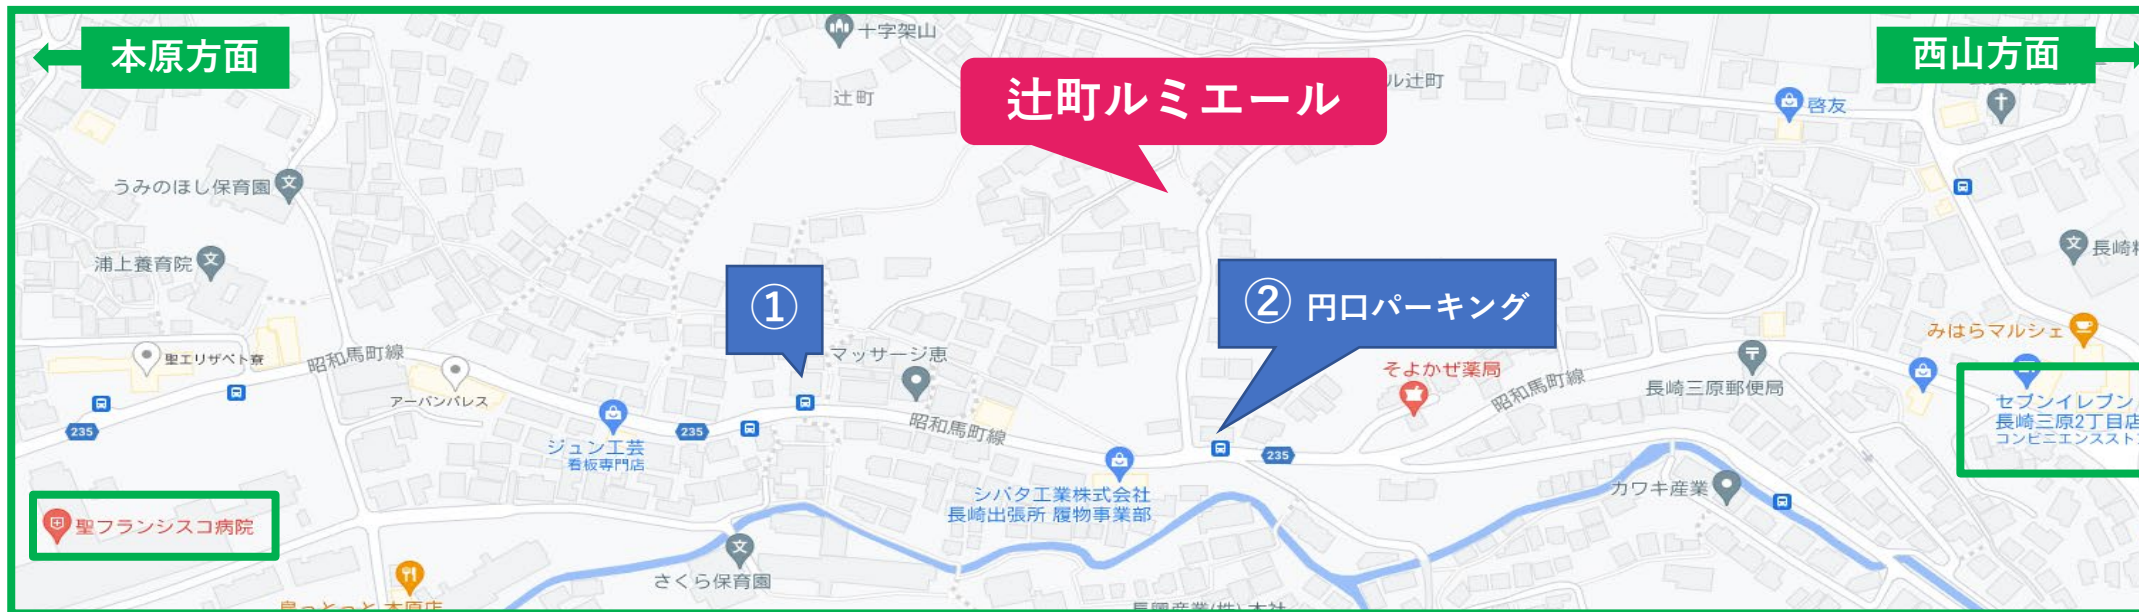 本原方面
西山方面
十字架山
辻町
辻町ルミエール
ル辻町
啓友
うみのほし保育園
浦上養育院
長崎
①
② 円口パーキング
みはらマルシェ
聖エリザベト寮
昭和馬町線
マッサージ恵
そよかぜ薬局
昭和馬町線
長崎三原郵便局
アーバンパレス
セブンイレブン
長崎三原2丁目店
コンビニエンススト
235
235
昭和馬町線
235
ジュン工芸
看板専門店
シバタ工業株式会社
長崎出張所 履物事業部
カワキ産業
聖フランシスコ病院
さくら保育園